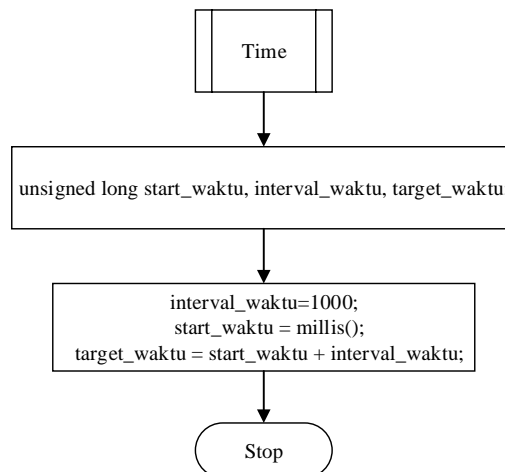 Time
unsigned long start_waktu, interval_waktu, target_waktu;
interval_waktu=1000;
start_waktu = millis();
target_waktu = start_waktu + interval_waktu;
Stop